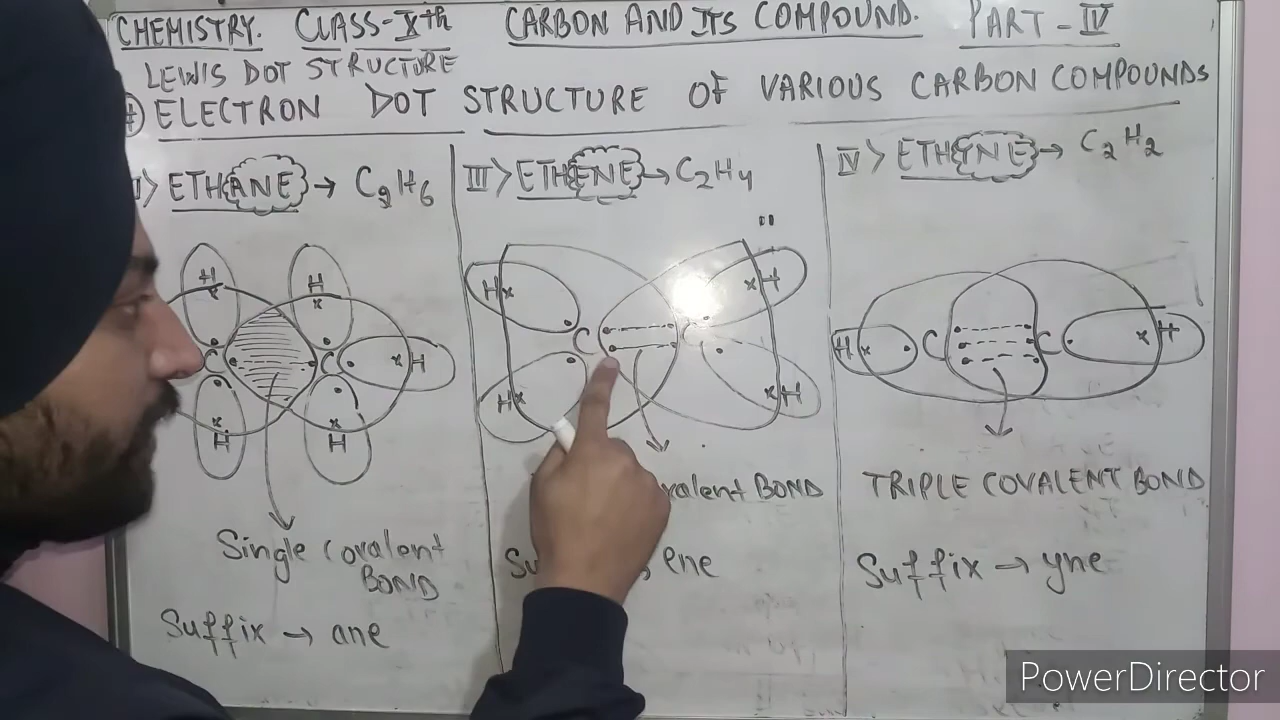 CHEMISTRY. CLASS-Xth CARBON AND ITS COMPOUND. PART-IV
LEWIS DOT STRUCTURE
ELECTRON DOT STRUCTURE OF VARIOUS CARBON COMPOUNDS
ETHANE → C2H6
H H
C C H
H H
Single covalent
BOND
Suffix → ane
III> ETHENE → C2H4
H H
C C
H H
BOND
ene
IV> ETHYNE → C2H2
H C C H
TRIPLE COVALENT BOND
Suffix → yne
PowerDirector